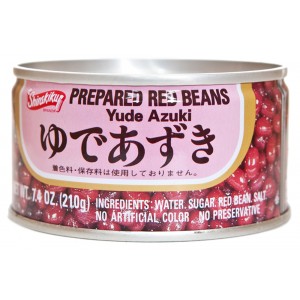 Shirakiku
PREPARED RED BEANS
Yude Azuki
ゆであずき
着色料・保存料は使用しておりません。
NET WT. 7.4 OZ. (210g)
INGREDIENTS: WATER. SUGAR. RED BEAN. SALT
NO ARTIFICIAL COLOR NO PRESERVATIVE